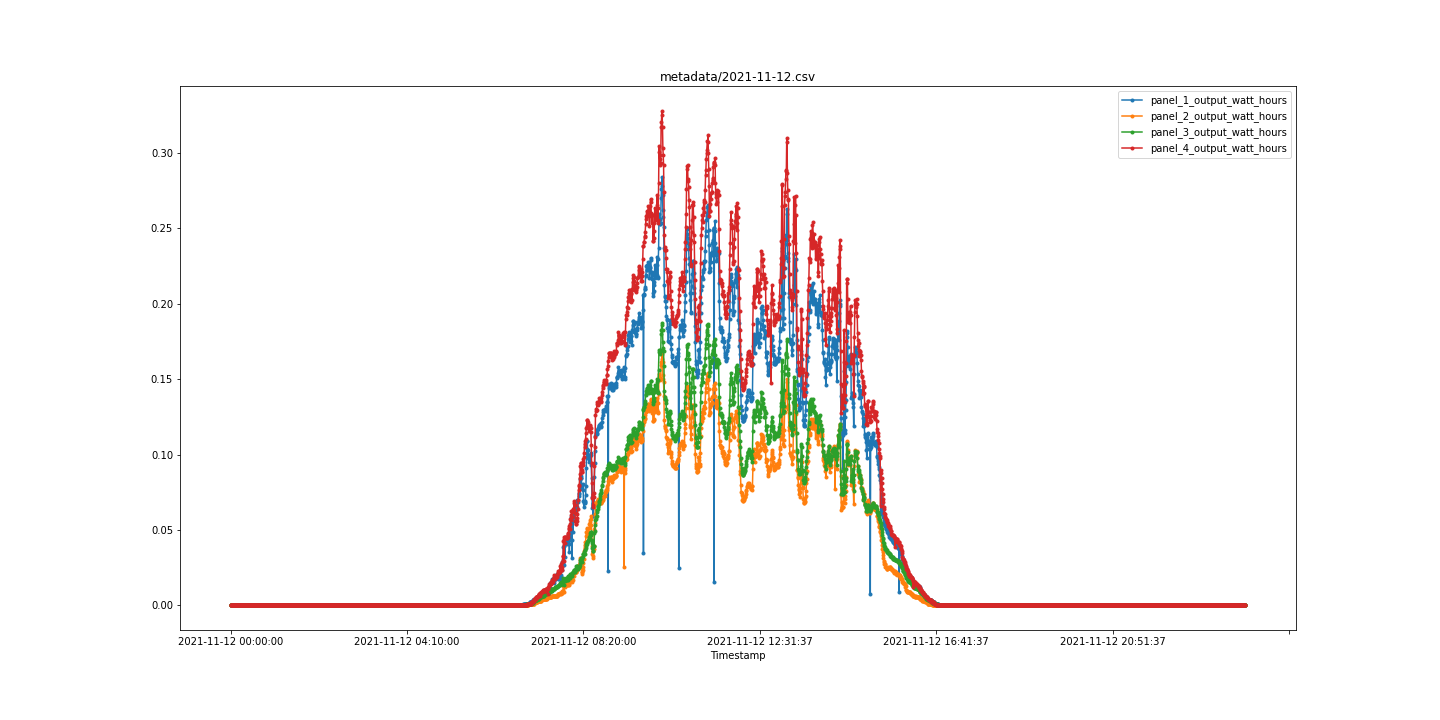 metadata/2021-11-12.csv
panel_1_output_watt_hours
panel_2_output_watt_hours
panel_3_output_watt_hours
panel_4_output_watt_hours
0.30
0.25
0.20
0.15
0.10
0.05
0.00
2021-11-12 00:00:00 2021-11-12 04:10:00 2021-11-12 08:20:00 2021-11-12 12:31:37 2021-11-12 16:41:37 2021-11-12 20:51:37
Timestamp